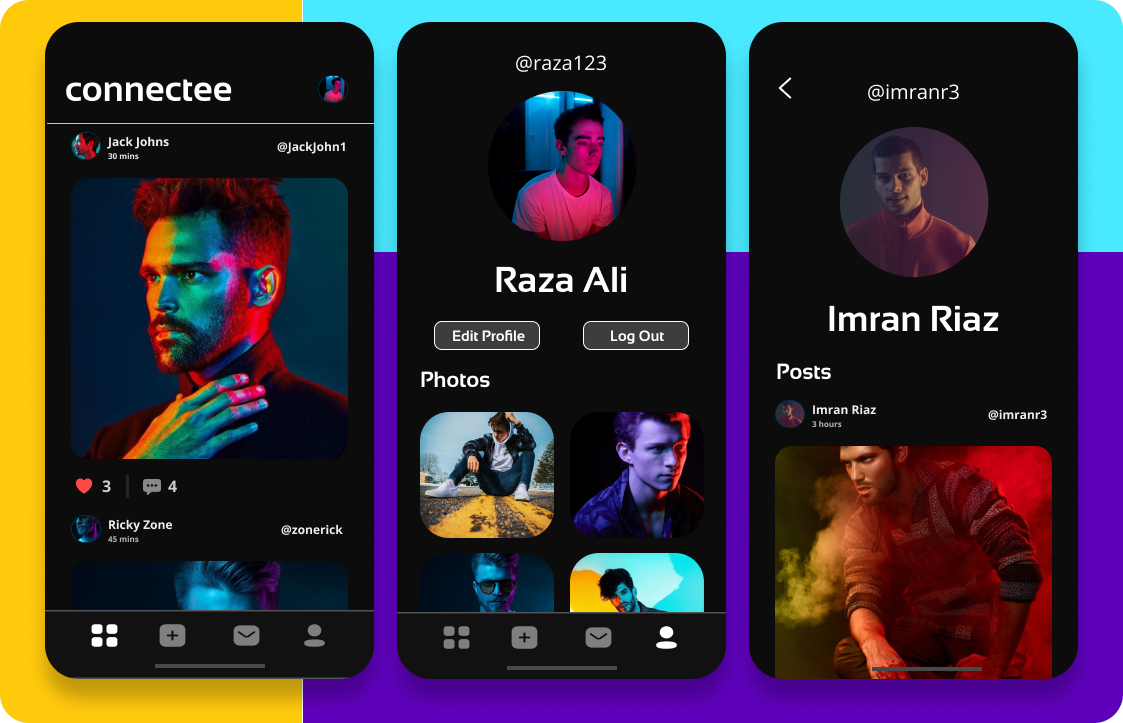 connectee
Jack Johns
30 mins
@JackJohn1
3
4
Ricky Zone
45 mins
@zonerick
@raza123
Raza Ali
Edit Profile
Log Out
Photos
@imranr3
Imran Riaz
Posts
Imran Riaz
3 hours
@imranr3